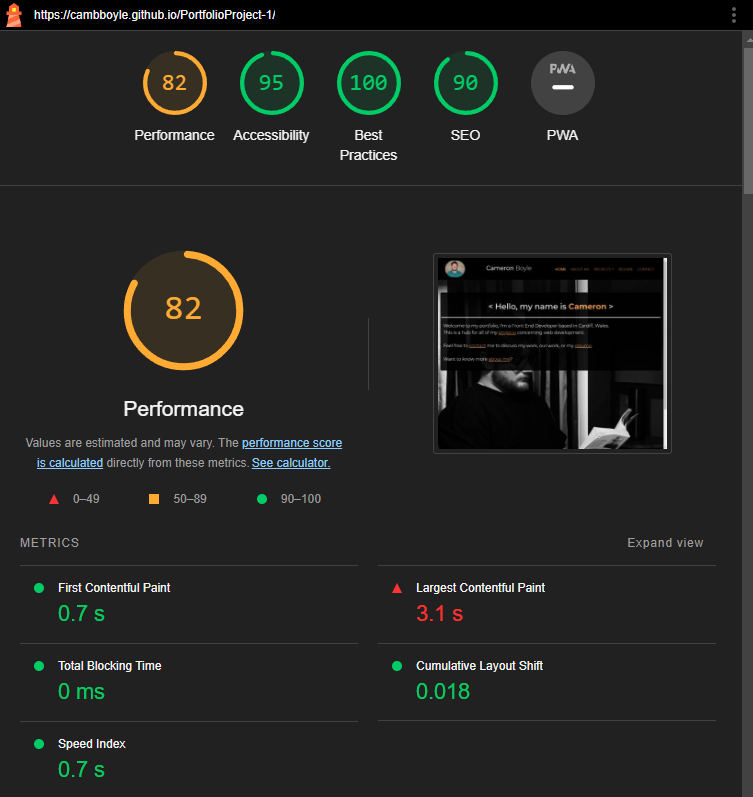 https://cambboyle.github.io/PortfolioProject-1/
82
95
100
90
PWA
Performance
Accessibility
Best
Practices
SEO
PWA
82
Performance
Values are estimated and may vary. The performance score
is calculated directly from these metrics. See calculator.
0–49
50–89
90–100
Cameron Boyle
HOME ABOUT ME PROJECTS RESUME CONTACT
< Hello, my name is Cameron >
Welcome to my portfolio, I'm a Front End Developer based in Cardiff, Wales.
This is a hub for all of my projects concerning web development.
Feel free to contact me to discuss my work, our work, or my resume.
Want to know more about me?
METRICS
Expand view
First Contentful Paint
0.7 s
Largest Contentful Paint
3.1 s
Total Blocking Time
0 ms
Cumulative Layout Shift
0.018
Speed Index
0.7 s